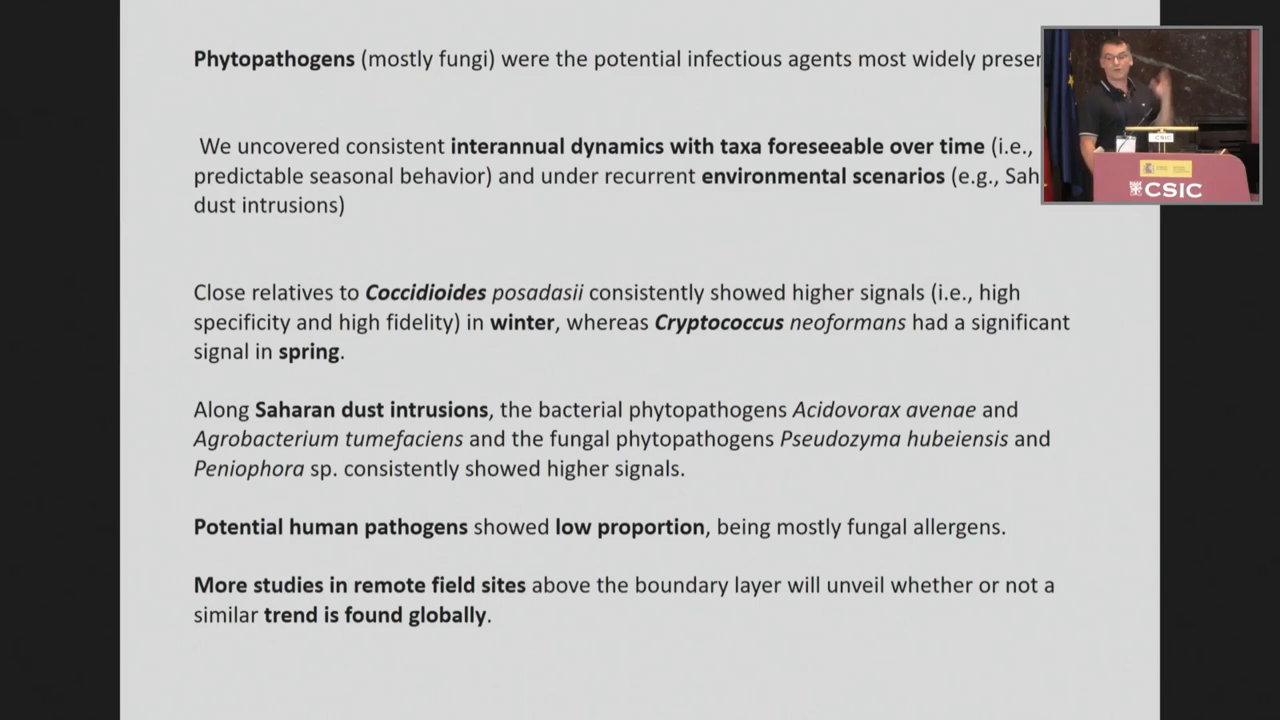 Phytopathogens (mostly fungi) were the potential infectious agents most widely
We uncovered consistent interannual dynamics with taxa foreseeable over time (i.e.,
predictable seasonal behavior) and under recurrent environmental scenarios (e.g.,
dust intrusions)
Close relatives to Coccidioides posadasii consistently showed higher signals (i.e., high
specificity and high fidelity) in winter, whereas Cryptococcus neoformans had a significant
signal in spring.
Along Saharan dust intrusions, the bacterial phytopathogens Acidovorax avenae and
Agrobacterium tumefaciens and the fungal phytopathogens Pseudozyma hubeiensis and
Peniophora sp. consistently showed higher signals.
Potential human pathogens showed low proportion, being mostly fungal allergens.
More studies in remote field sites above the boundary layer will unveil whether or not a
similar trend is found globally.
CSIC
CSIC